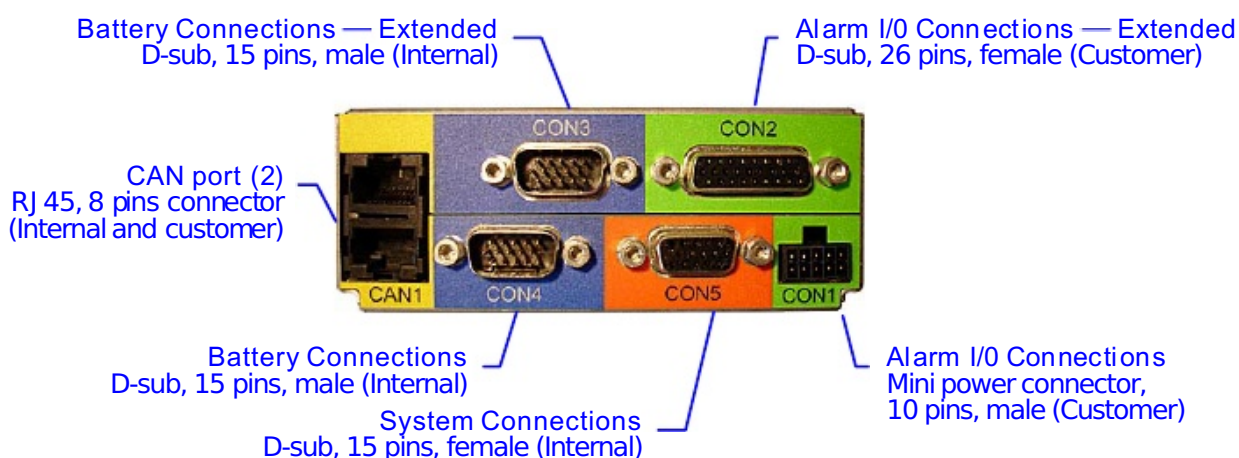 Battery Connections — Extended
D-sub, 15 pins, male (Internal)
Alarm I/0 Connections — Extended
D-sub, 26 pins, female (Customer)
CON3
CON2
CAN port (2)
RJ45, 8 pins connector
(Internal and customer)
CAN1
CON4
CON5
CON1
Battery Connections
D-sub, 15 pins, male (Internal)
System Connections
D-sub, 15 pins, female (Internal)
Alarm I/0 Connections
Mini power connector,
10 pins, male (Customer)